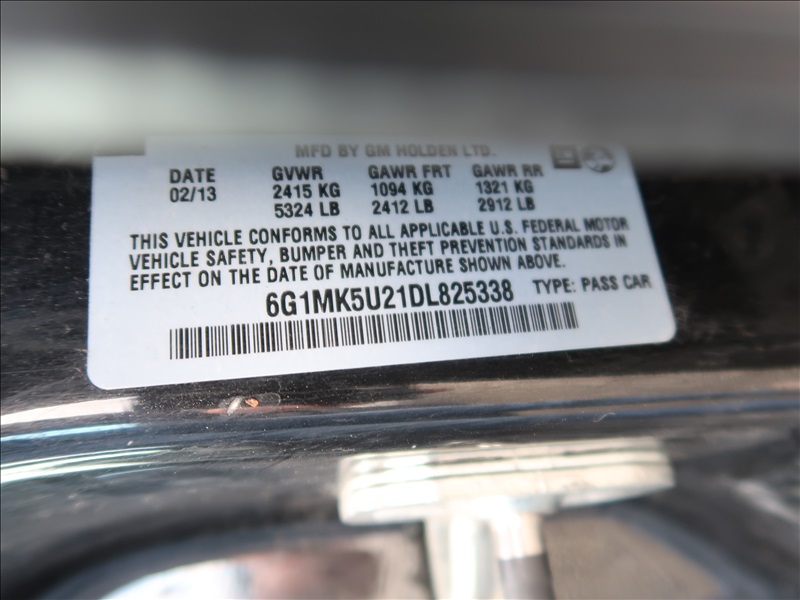 MFD BY GM HOLDEN LTD.
DATE GVWR GAWR FRT GAWR RR
02/13 2415 KG 1094 KG 1321 KG
5324 LB 2412 LB 2912 LB
THIS VEHICLE CONFORMS TO ALL APPLICABLE U.S. FEDERAL MOTOR
VEHICLE SAFETY, BUMPER AND THEFT PREVENTION STANDARDS IN
EFFECT ON THE DATE OF MANUFACTURE SHOWN ABOVE.
6G1MK5U21DL825338 TYPE: PASS CAR